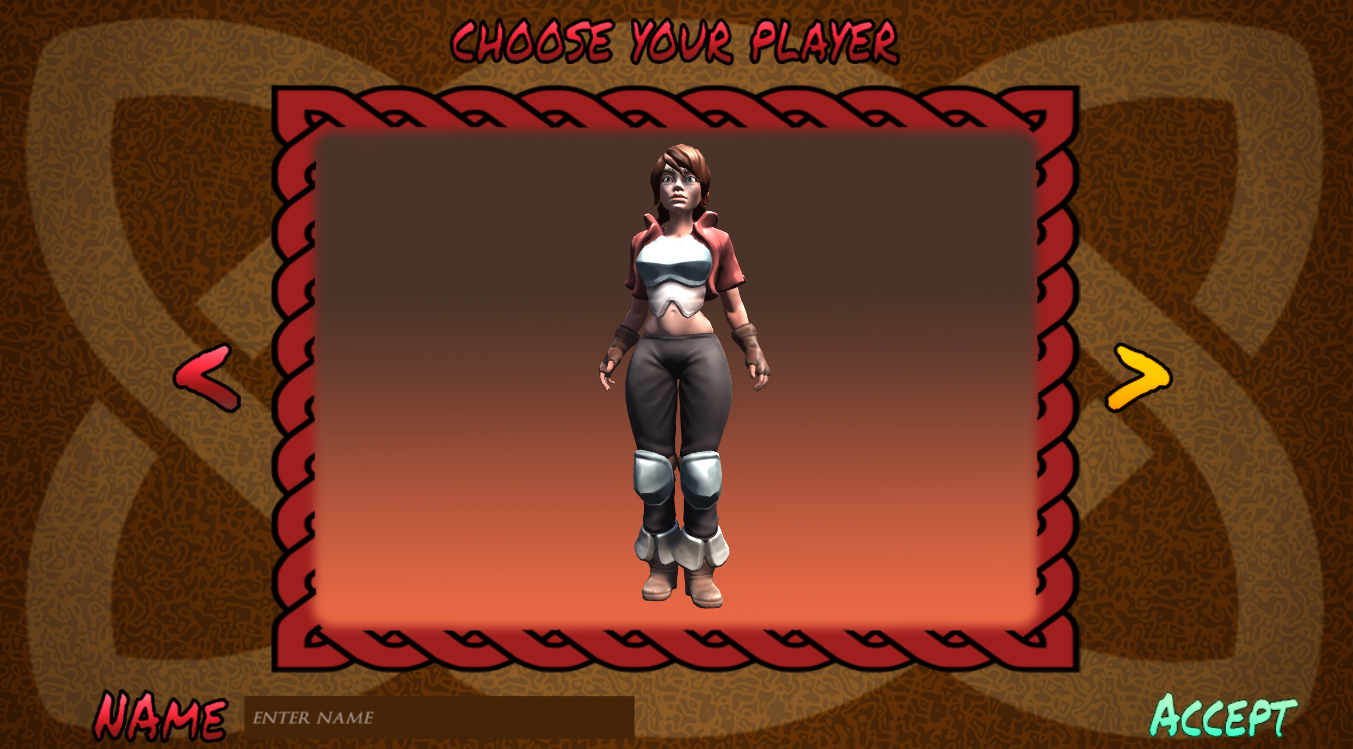 CHOOSE YOUR PLAYER
<
>
NAME
ENTER NAME
ACCEPT